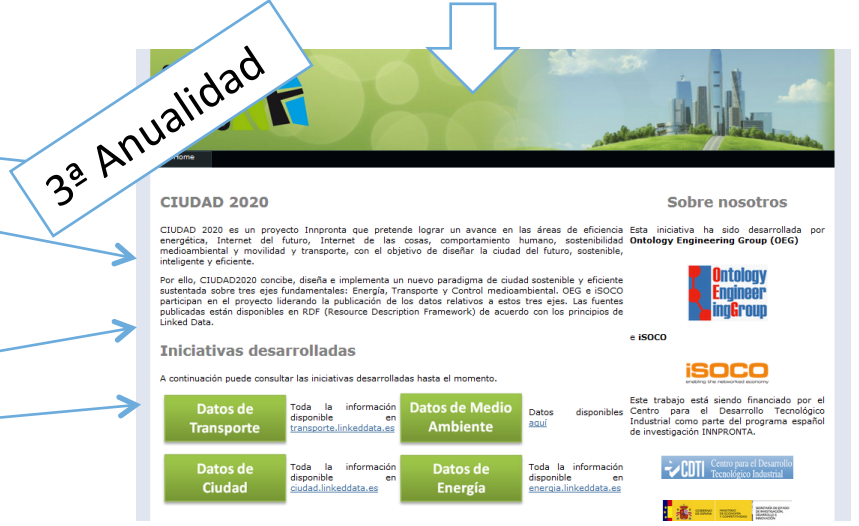 3ª Anualidad
Home
CIUDAD 2020
CIUDAD 2020 es un proyecto Innpronta que pretende lograr un avance en las áreas de eficiencia
energética, Internet del futuro, Internet de las cosas, comportamiento humano, sostenibilidad
medioambiental y movilidad y transporte, con el objetivo de diseñar la ciudad del futuro, sostenible,
inteligente y eficiente.
Por ello, CIUDAD2020 concibe, diseña e implementa un nuevo paradigma de ciudad sostenible y eficiente
sustentada sobre tres ejes fundamentales: Energía, Transporte y Control medioambiental. OEG e iSOCO
participan en el proyecto liderando la publicación de los datos relativos a estos tres ejes. Las fuentes
publicadas están disponibles en RDF (Resource Description Framework) de acuerdo con los principios de
Linked Data.
Iniciativas desarrolladas
A continuación puede consultar las iniciativas desarrolladas hasta el momento.
Datos de
Transporte
Toda la información
disponible en
transporte.linkeddata.es
Datos de Medio
Ambiente
Datos disponibles
aquí
Datos de
Ciudad
Toda la información
disponible en
ciudad.linkeddata.es
Datos de
Energía
Toda la información
disponible en
energia.linkeddata.es
Sobre nosotros
Esta iniciativa ha sido desarrollada por
Ontology Engineering Group (OEG)
Ontology
Engineer
ingGroup
e iSOCO
iSOCO
enabling the networked economy
Este trabajo está siendo financiado por el
Centro para el Desarrollo Tecnológico
Industrial como parte del programa español
de investigación INNPRONTA.
CDTI
Centro para el Desarrollo
Tecnológico Industrial